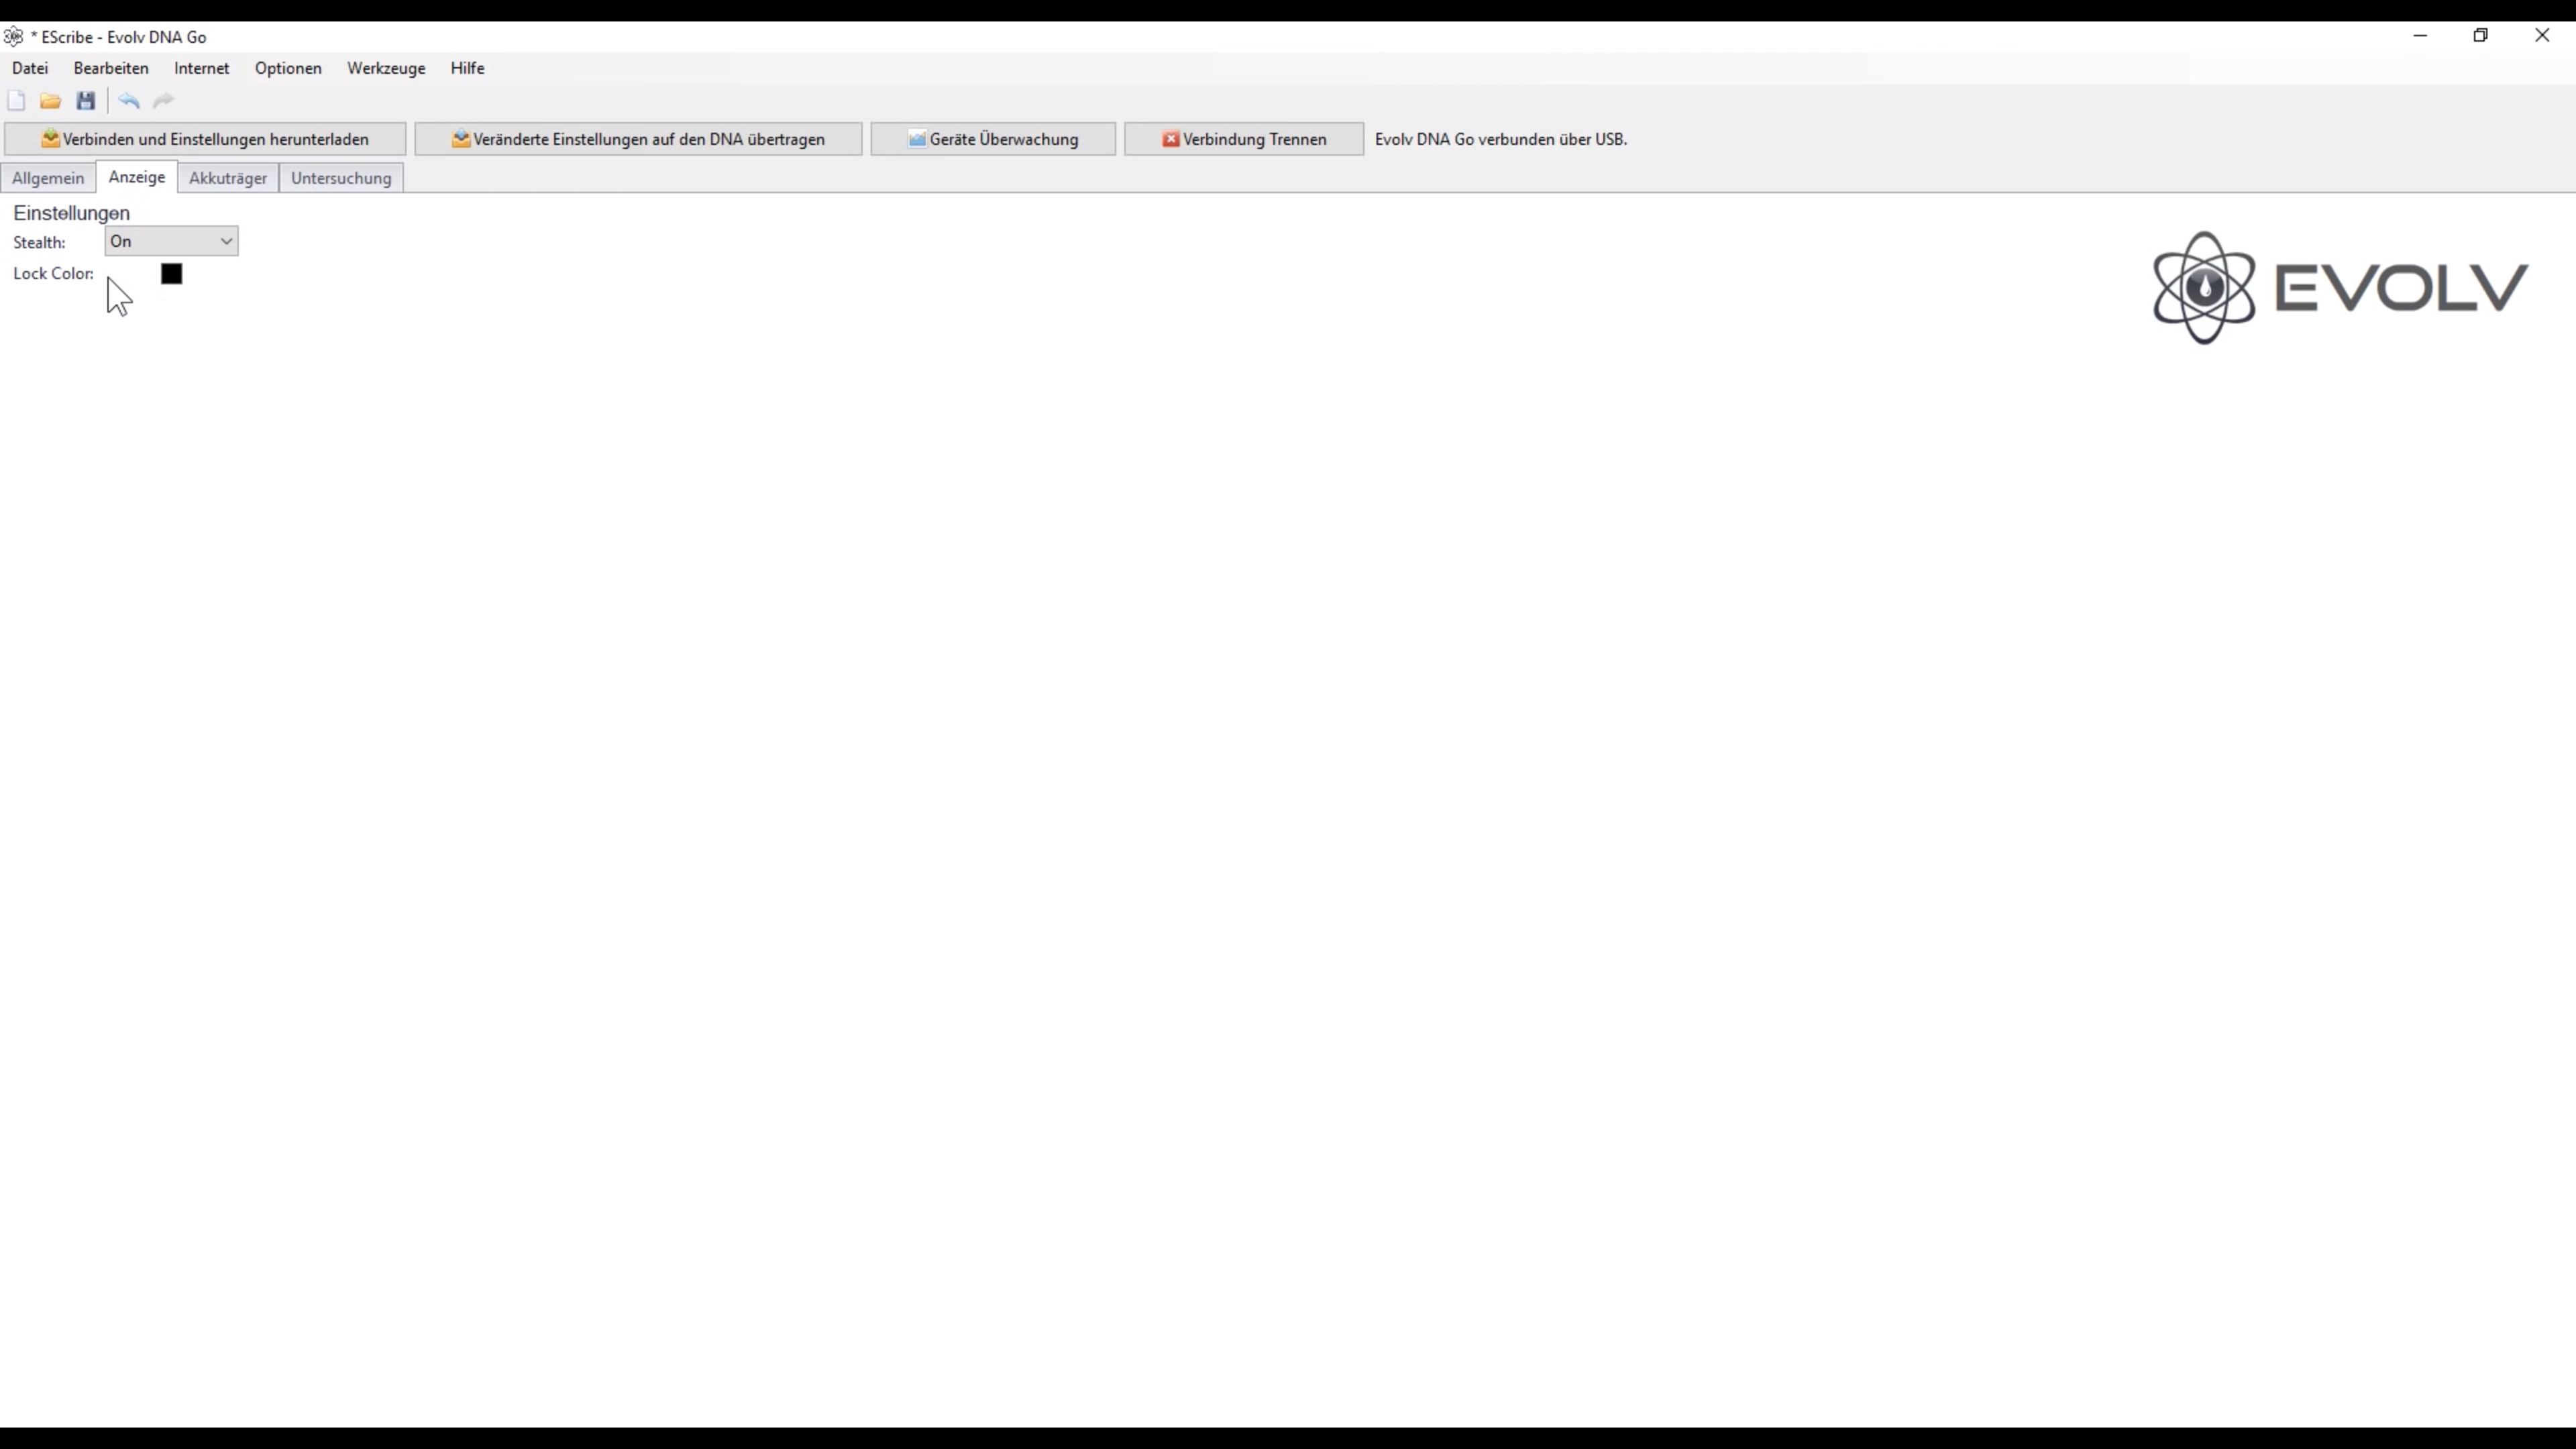 * EScribe - Evolv DNA Go
Datei Bearbeiten Internet Optionen Werkzeuge Hilfe
Verbinden und Einstellungen herunterladen Veränderte Einstellungen auf den DNA übertragen Geräte Überwachung Verbindung Trennen Evolv DNA Go verbunden über USB.
Allgemein Anzeige Akkuträger Untersuchung
Einstellungen
Stealth: On
Lock Color:
EVOLV